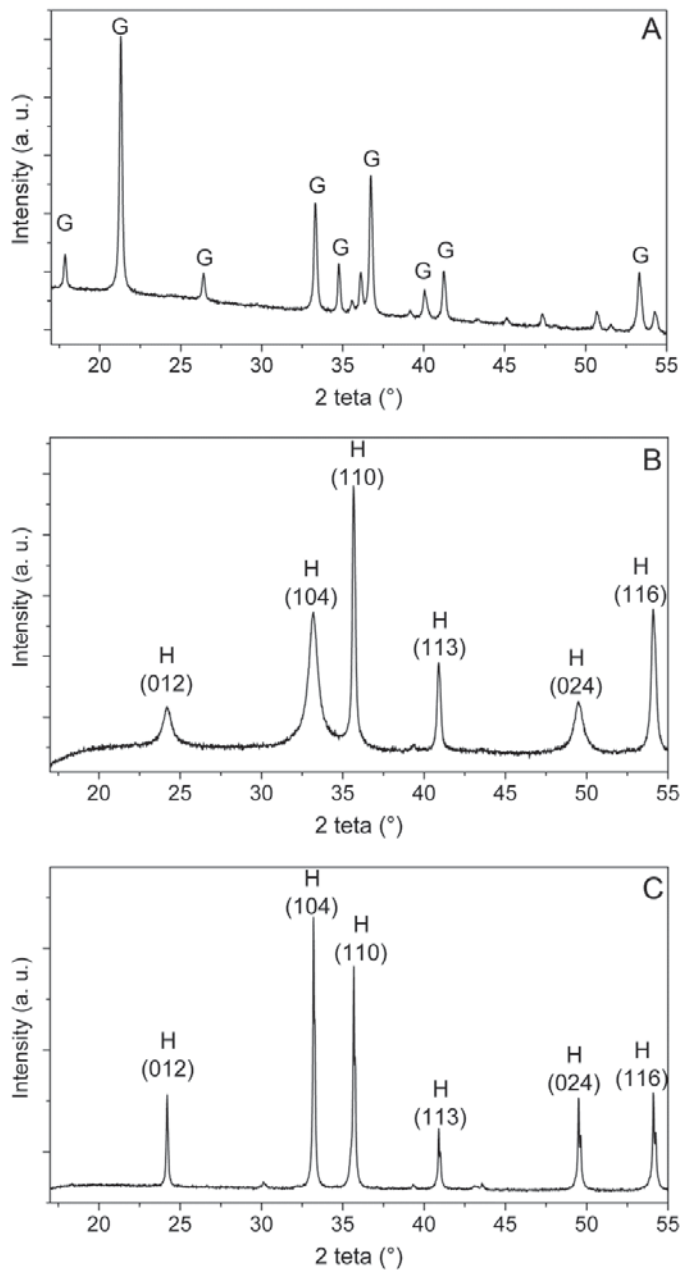 A
G
G
G
G
G
G
G
G
G
Intensity (a. u.)
20 25 30 35 40 45 50 55
2 teta (°)
B
H
(110)
H
(104)
H
(116)
H
(113)
H
(012)
H
(024)
Intensity (a. u.)
20 25 30 35 40 45 50 55
2 teta (°)
C
H
(104)
H
(110)
H
(012)
H
(024)
H
(116)
H
(113)
Intensity (a. u.)
20 25 30 35 40 45 50 55
2 teta (°)